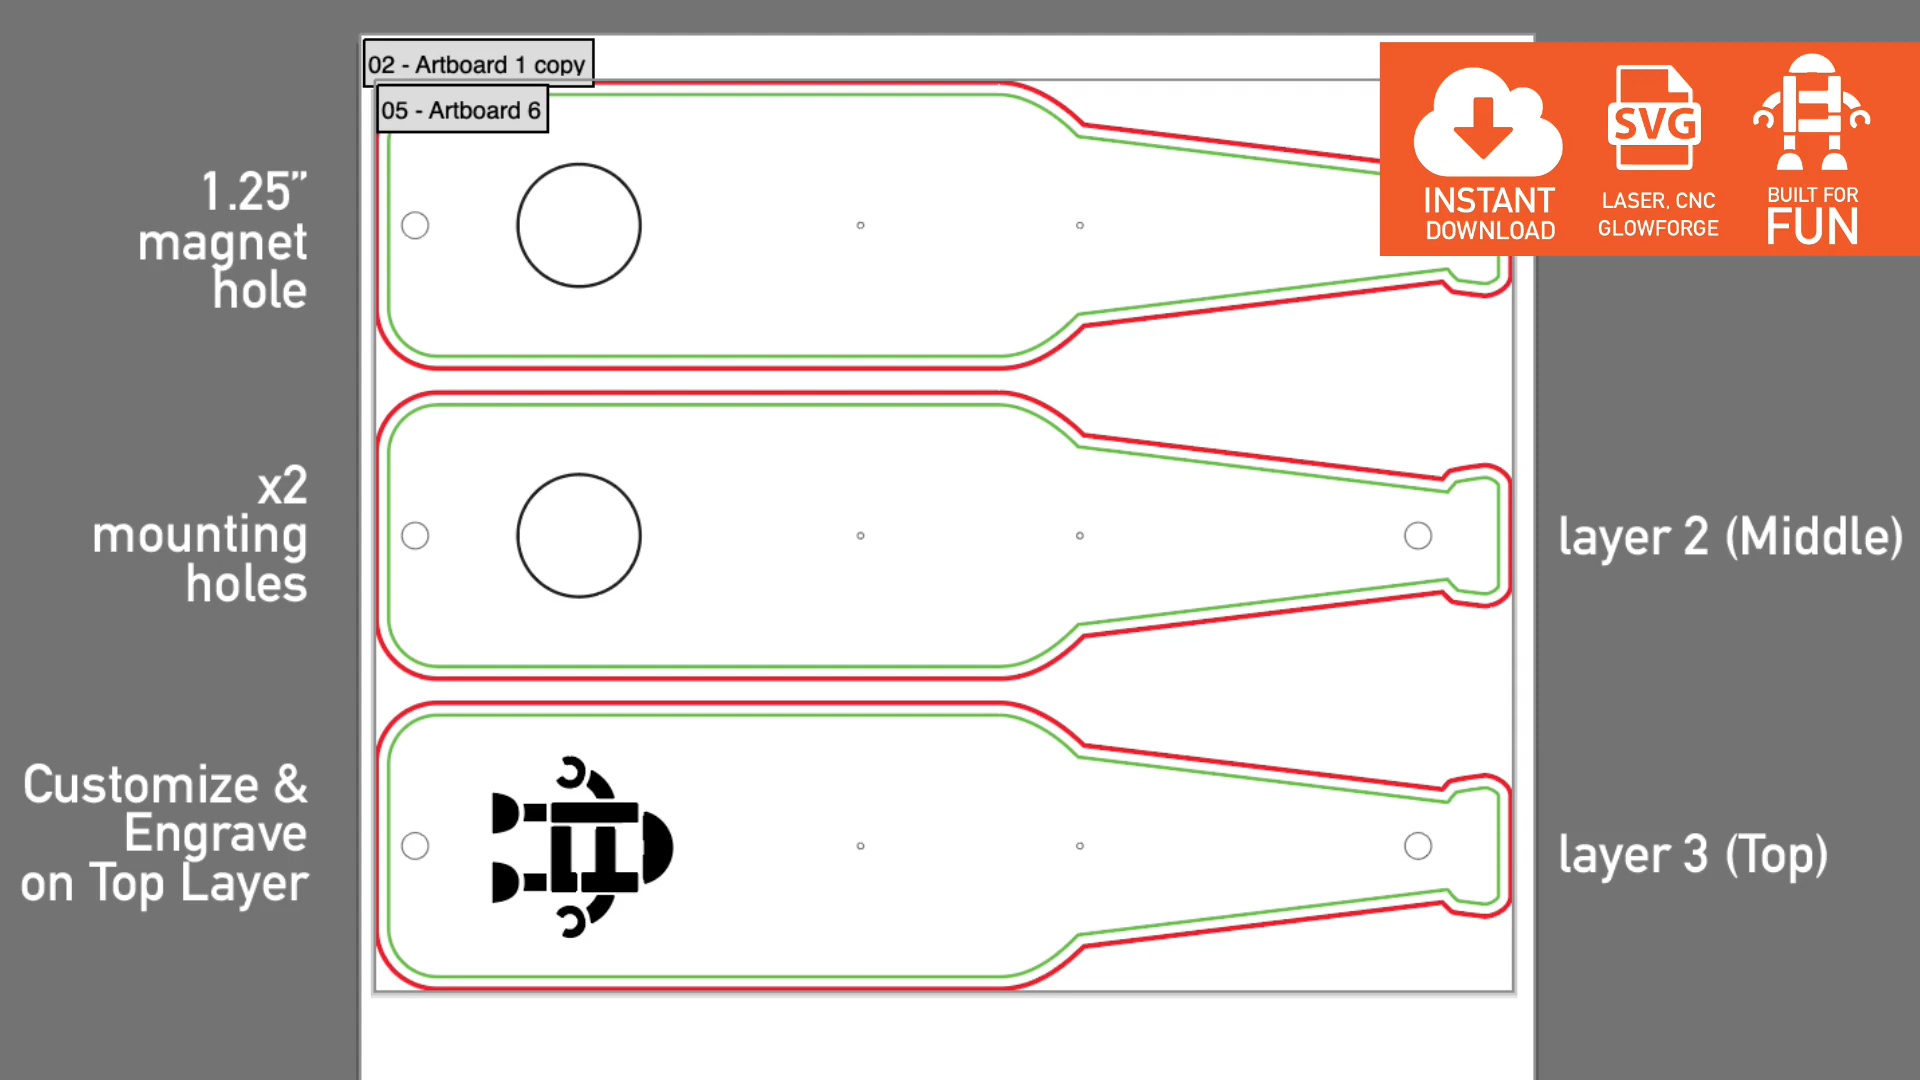 02 - Artboard 1 copy
05 - Artboard 6
1.25”
magnet
hole
INSTANT
DOWNLOAD
SVG
LASER, CNC
GLOWFORGE
BUILT FOR
FUN
x2
mounting
holes
layer 2 (Middle)
Customize &
Engrave
on Top Layer
layer 3 (Top)